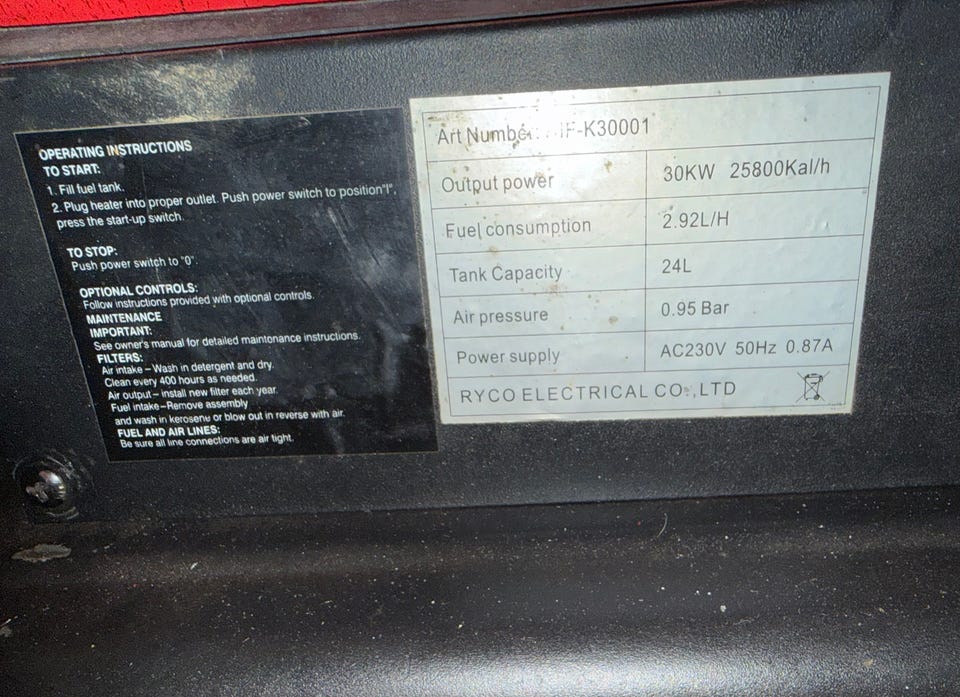 OPERATING INSTRUCTIONS
TO START:
1. Fill fuel tank.
2. Plug heater into proper outlet. Push power switch to position"I",
press the start-up switch.
TO STOP:
Push power switch to "0".
OPTIONAL CONTROLS:
Follow instructions provided with optional controls.
MAINTENANCE
IMPORTANT:
See owner's manual for detailed maintenance instructions.
FILTERS:
Air intake – Wash in detergent and dry.
Clean every 400 hours as needed.
Air output – install new filter each year.
Fuel intake–Remove assembly
and wash in kerosene or blow out in reverse with air.
FUEL AND AIR LINES:
Be sure all line connections are air tight.
Art Number:
Output power 30KW 25800Kal/h
Fuel consumption 2.92L/H
Tank Capacity 24L
Air pressure 0.95 Bar
Power supply AC230V 50Hz 0.87A
RYCO ELECTRICAL CO.,LTD